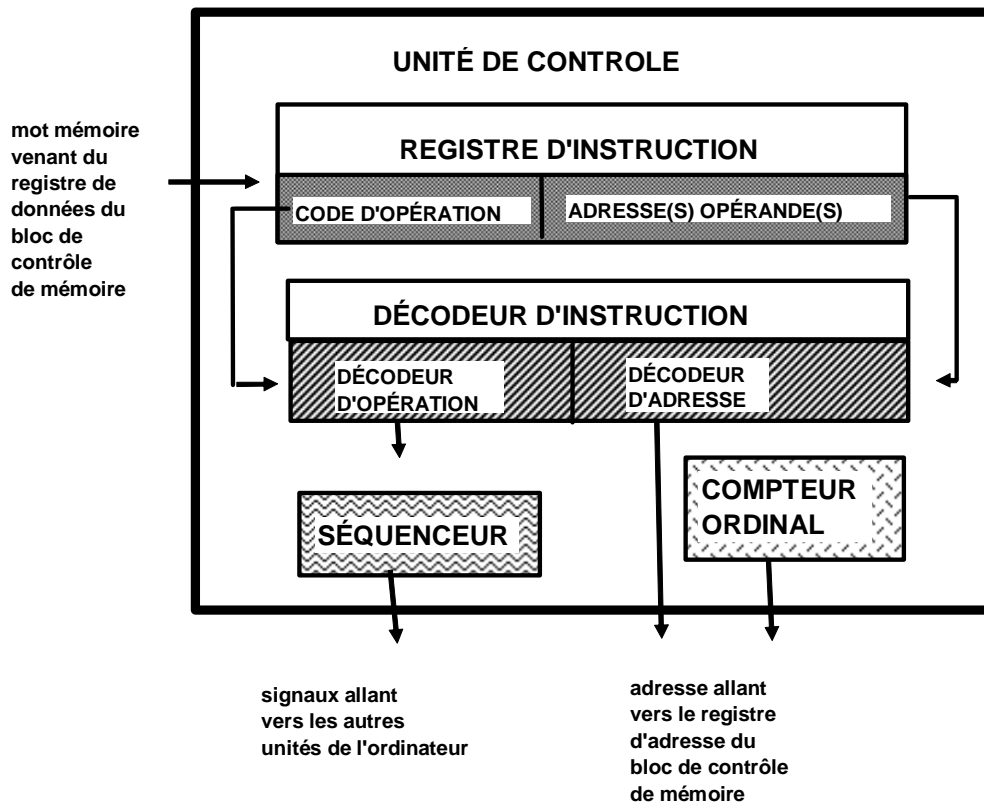 UNITÉ DE CONTROLE
mot mémoire
venant du
registre de
données du
bloc de
contrôle
de mémoire
REGISTRE D'INSTRUCTION
CODE D'OPÉRATION
ADRESSE(S) OPÉRANDE(S)
DÉCODEUR D'INSTRUCTION
DÉCODEUR
D'OPÉRATION
DÉCODEUR
D'ADRESSE
SÉQUENCEUR
COMPTEUR
ORDINAL
signaux allant
vers les autres
unités de l'ordinateur
adresse allant
vers le registre
d'adresse du
bloc de contrôle
de mémoire